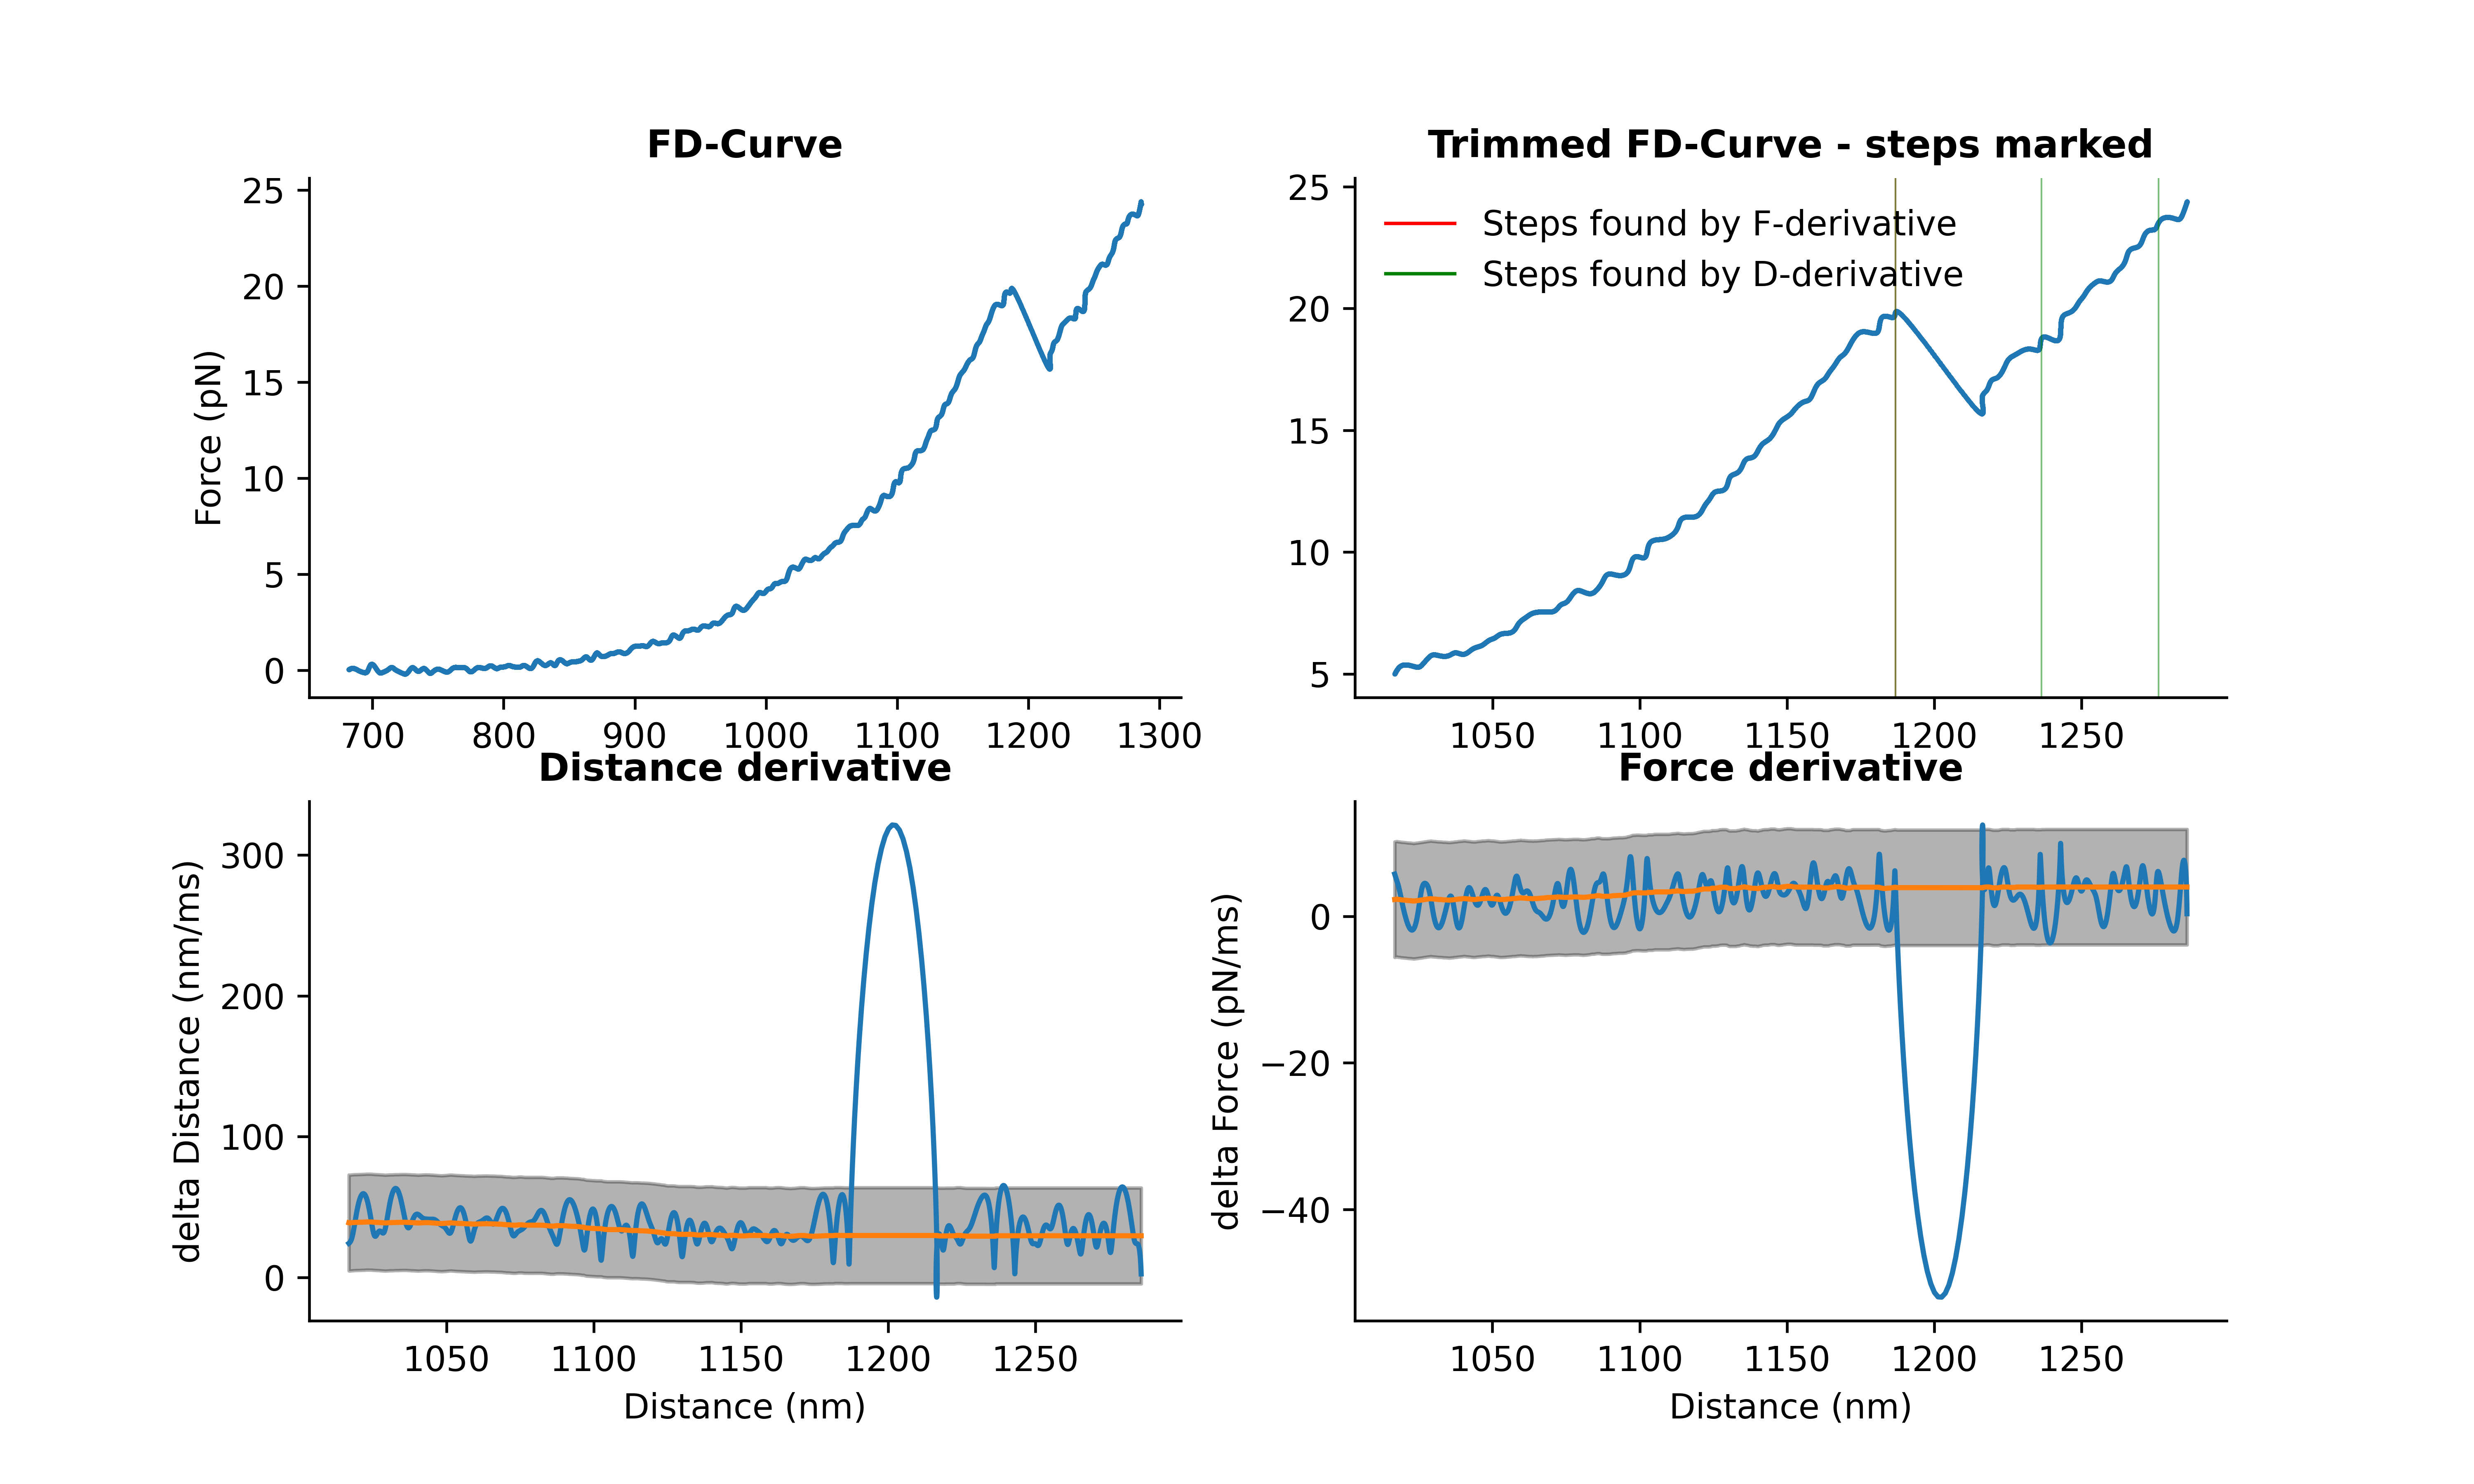 FD-Curve
Force (pN)
25
20
15
10
5
0
700 800 900 1000 1100 1200 1300
Trimmed FD-Curve - steps marked
Steps found by F-derivative
Steps found by D-derivative
25
20
15
10
5
1050 1100 1150 1200 1250
Distance derivative
delta Distance (nm/ms)
300
200
100
0
1050 1100 1150 1200 1250
Distance (nm)
Force derivative
delta Force (pN/ms)
0
−20
−40
1050 1100 1150 1200 1250
Distance (nm)